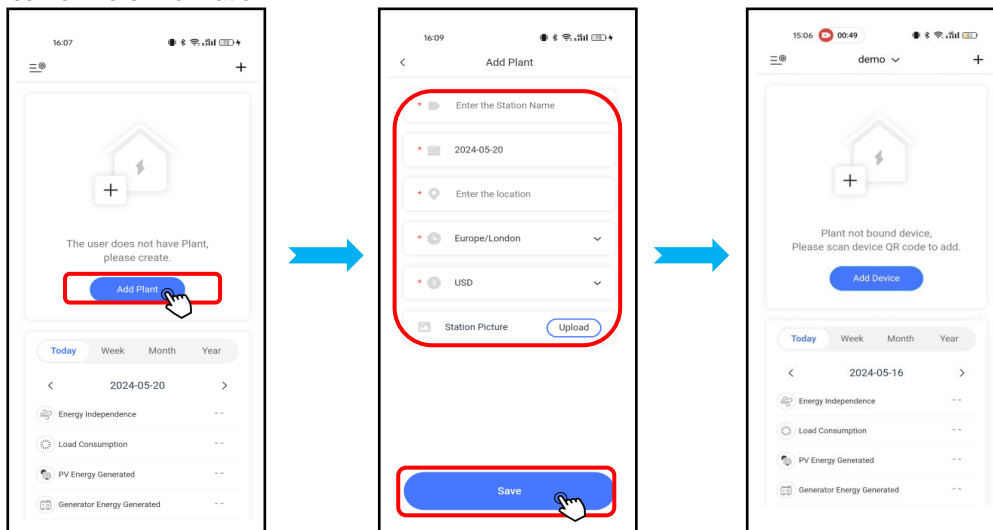 16:07
The user does not have Plant,
please create.
Add Plant
Today Week Month Year
< 2024-05-20 >
Energy Independence --
Load Consumption --
PV Energy Generated --
Generator Energy Generated --
16:09
< Add Plant
* Enter the Station Name
* 2024-05-20
* Enter the location
* Europe/London
* USD
Station Picture Upload
Save
15:06 00:49
demo
Plant not bound device,
Please scan device QR code to add.
Add Device
Today Week Month Year
< 2024-05-16 >
Energy Independence --
Load Consumption --
PV Energy Generated --
Generator Energy Generated --